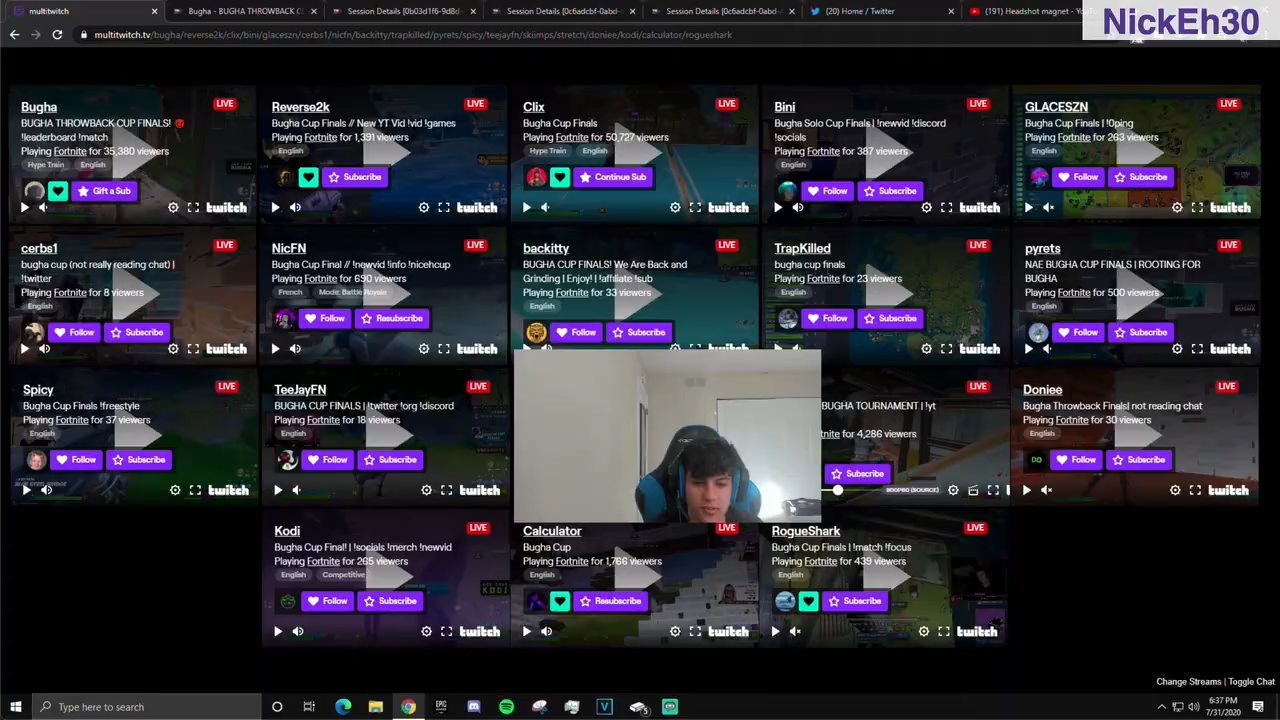 multitwitch
Bugha - BUGHA THROWBACK C
Session Details [0b03d1f6-9d8d
Session Details [0c6adcbf-0abd-
Session Details [0c6adcbf-0abd-
(20) Home / Twitter
(191) Headshot magnet - YouT
NickEh30
multitwitch.tv/bugha/reverse2k/clix/bini/glaceszn/cerbs1/nicfn/backitty/trapkilled/pyrets/spicy/teejayfn/skiimps/stretch/doniee/kodi/calculator/rogueshark
Bugha
LIVE
BUGHA THROWBACK CUP FINALS!
!leaderboard !match
Playing Fortnite for 35,380 viewers
Hype Train English
Gift a Sub
twitch
Reverse2k
LIVE
Bugha Cup Finals // New YT Vid !vid !games
Playing Fortnite for 1,391 viewers
English
Subscribe
twitch
Clix
LIVE
Bugha Cup Finals
Playing Fortnite for 50,727 viewers
Hype Train English
Continue Sub
twitch
Bini
LIVE
Bugha Solo Cup Finals | !newvid !discord
!socials
Playing Fortnite for 387 viewers
English
Follow Subscribe
twitch
GLACESZN
LIVE
Bugha Cup Finals | !0ping
Playing Fortnite for 263 viewers
English
Follow Subscribe
twitch
cerbs1
LIVE
bugha cup (not really reading chat) |
!twitter
Playing Fortnite for 8 viewers
English
Follow Subscribe
twitch
NicFN
LIVE
Bugha Cup Final // !newvid !info !nicehcup
Playing Fortnite for 690 viewers
French Mode: Battle Royale
Follow Resubscribe
twitch
backitty
LIVE
BUGHA CUP FINALS! We Are Back and
Grinding | Enjoy! | !affiliate !sub
Playing Fortnite for 33 viewers
English
Follow Subscribe
twitch
TrapKilled
LIVE
bugha cup finals
Playing Fortnite for 23 viewers
English
Follow Subscribe
twitch
pyrets
LIVE
NAE BUGHA CUP FINALS | ROOTING FOR
BUGHA
Playing Fortnite for 500 viewers
English
Follow Subscribe
twitch
Spicy
LIVE
Bugha Cup Finals !freestyle
Playing Fortnite for 37 viewers
English
Follow Subscribe
twitch
TeeJayFN
LIVE
BUGHA CUP FINALS | !twitter !org !discord
Playing Fortnite for 18 viewers
English
Follow Subscribe
twitch
LIVE
BUGHA TOURNAMENT | !yt
for 4,286 viewers
Subscribe
900P60 (SOURCE)
Doniee
LIVE
Bugha Throwback Finals| not reading chat
Playing Fortnite for 30 viewers
English
DO Follow Subscribe
twitch
Kodi
LIVE
Bugha Cup Final! | !socials !merch !newvid
Playing Fortnite for 265 viewers
English Competitive
Follow Subscribe
twitch
Calculator
LIVE
Bugha Cup
Playing Fortnite for 1,766 viewers
English
Resubscribe
twitch
RogueShark
LIVE
Bugha Cup Finals | !match !focus
Playing Fortnite for 439 viewers
English
Subscribe
twitch
Change Streams | Toggle Chat
Type here to search
EPIC
V
5
6:37 PM
7/31/2020